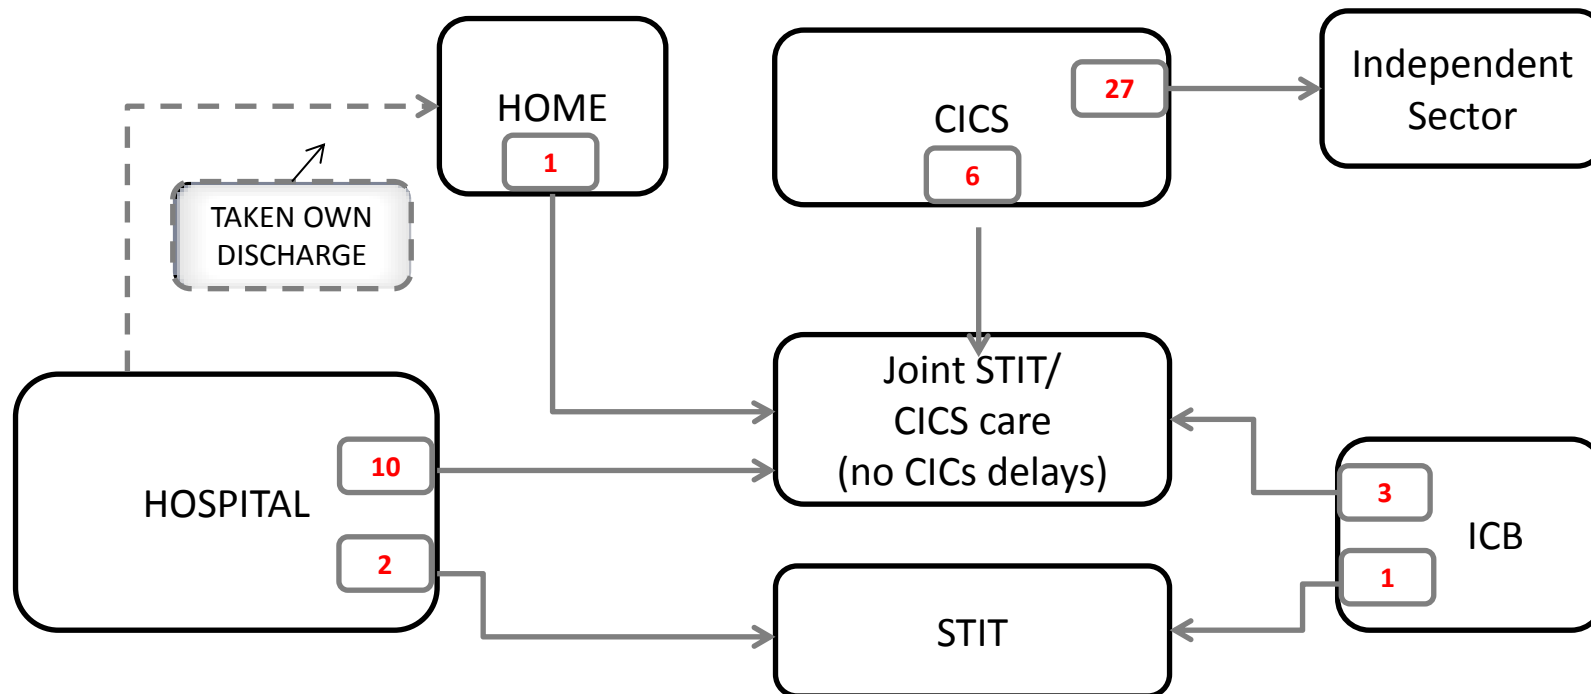 HOME
1
CICS
27
6
Independent
Sector
TAKEN OWN
DISCHARGE
Joint STIT/
CICS care
(no CICs delays)
HOSPITAL
10
2
STIT
ICB
3
1